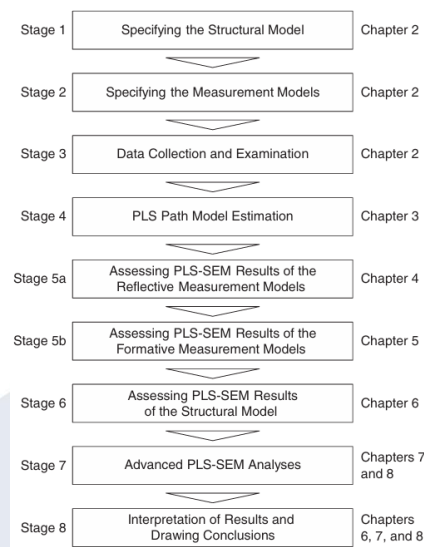 Stage 1 Specifying the Structural Model Chapter 2
Stage 2 Specifying the Measurement Models Chapter 2
Stage 3 Data Collection and Examination Chapter 2
Stage 4 PLS Path Model Estimation Chapter 3
Stage 5a Assessing PLS-SEM Results of the
Reflective Measurement Models Chapter 4
Stage 5b Assessing PLS-SEM Results of the
Formative Measurement Models Chapter 5
Stage 6 Assessing PLS-SEM Results
of the Structural Model Chapter 6
Stage 7 Advanced PLS-SEM Analyses Chapters 7
and 8
Stage 8 Interpretation of Results and
Drawing Conclusions Chapters
6, 7, and 8